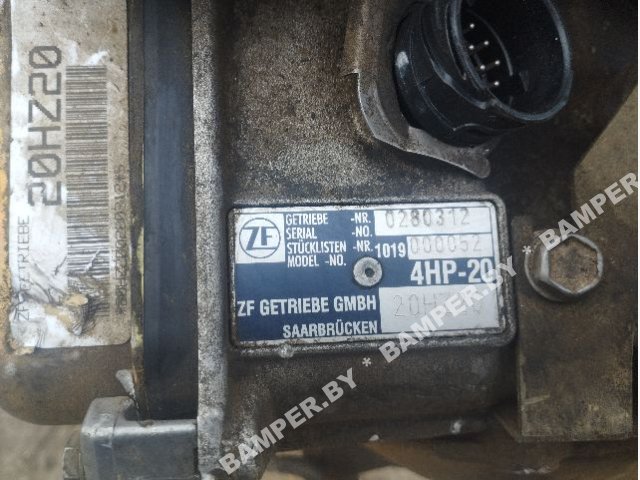 20HZ20
ZF GETRIEBE
ZF
GETRIEBE -NR. 0280312
SERIAL -NO.
STÜCKLISTEN -NR. 1019 000052
MODEL -NO.
4HP-20
ZF GETRIEBE GMBH
SAARBRÜCKEN
BAMPER.BY * BAMPER.BY * BAMPER.BY